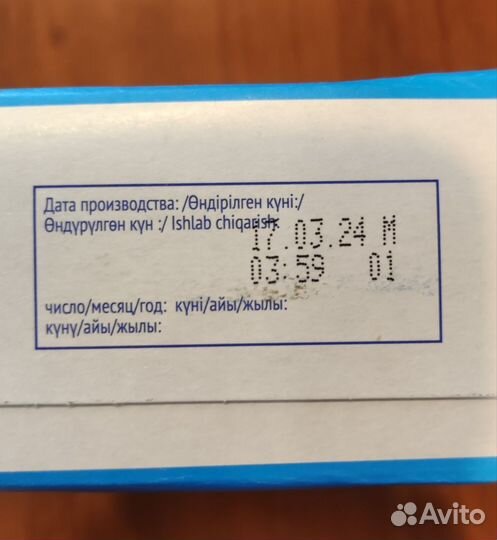 Дата производства: /Өндірілген күні:/
Өндүрүлгөн күн :/ Ishlab chiqarish:
17.03.24 M
03:59 01
число/месяц/год: күні/айы/жылы:
күнү/айы/жылы:
Avito